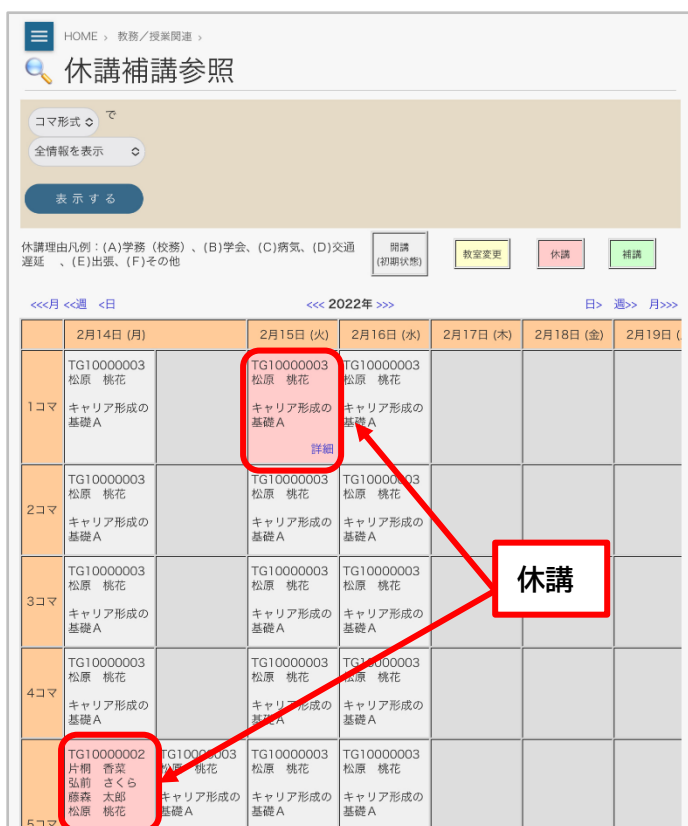 HOME › 教務／授業関連 ›
休講補講参照
コマ形式 で
全情報を表示
表示する
休講理由凡例：(A)学務（校務）、(B)学会、(C)病気、(D)交通
遅延 、(E)出張、(F)その他
開講
(初期状態)
教室変更
休講
補講
<<<月 <<週 <日
<<< 2022年 >>>
日> 週>> 月>>>
2月14日 (月)
2月15日 (火)
2月16日 (水)
2月17日 (木)
2月18日 (金)
2月19日 (
1コマ
TG10000003
松原 桃花
キャリア形成の
基礎A
TG10000003
松原 桃花
キャリア形成の
基礎A
詳細
TG10000003
松原 桃花
キャリア形成の
基礎A
2コマ
TG10000003
松原 桃花
キャリア形成の
基礎A
TG10000003
松原 桃花
キャリア形成の
基礎A
TG10000003
松原 桃花
キャリア形成の
基礎A
休講
3コマ
TG10000003
松原 桃花
キャリア形成の
基礎A
TG10000003
松原 桃花
キャリア形成の
基礎A
TG10000003
松原 桃花
キャリア形成の
基礎A
4コマ
TG10000003
松原 桃花
キャリア形成の
基礎A
TG10000003
松原 桃花
キャリア形成の
基礎A
TG10000003
松原 桃花
キャリア形成の
基礎A
5コマ
TG10000002
片桐 香菜
弘前 さくら
藤森 太郎
松原 桃花
TG10000003
松原 桃花
キャリア形成の
基礎A
TG10000003
松原 桃花
キャリア形成の
基礎A
TG10000003
松原 桃花
キャリア形成の
基礎A